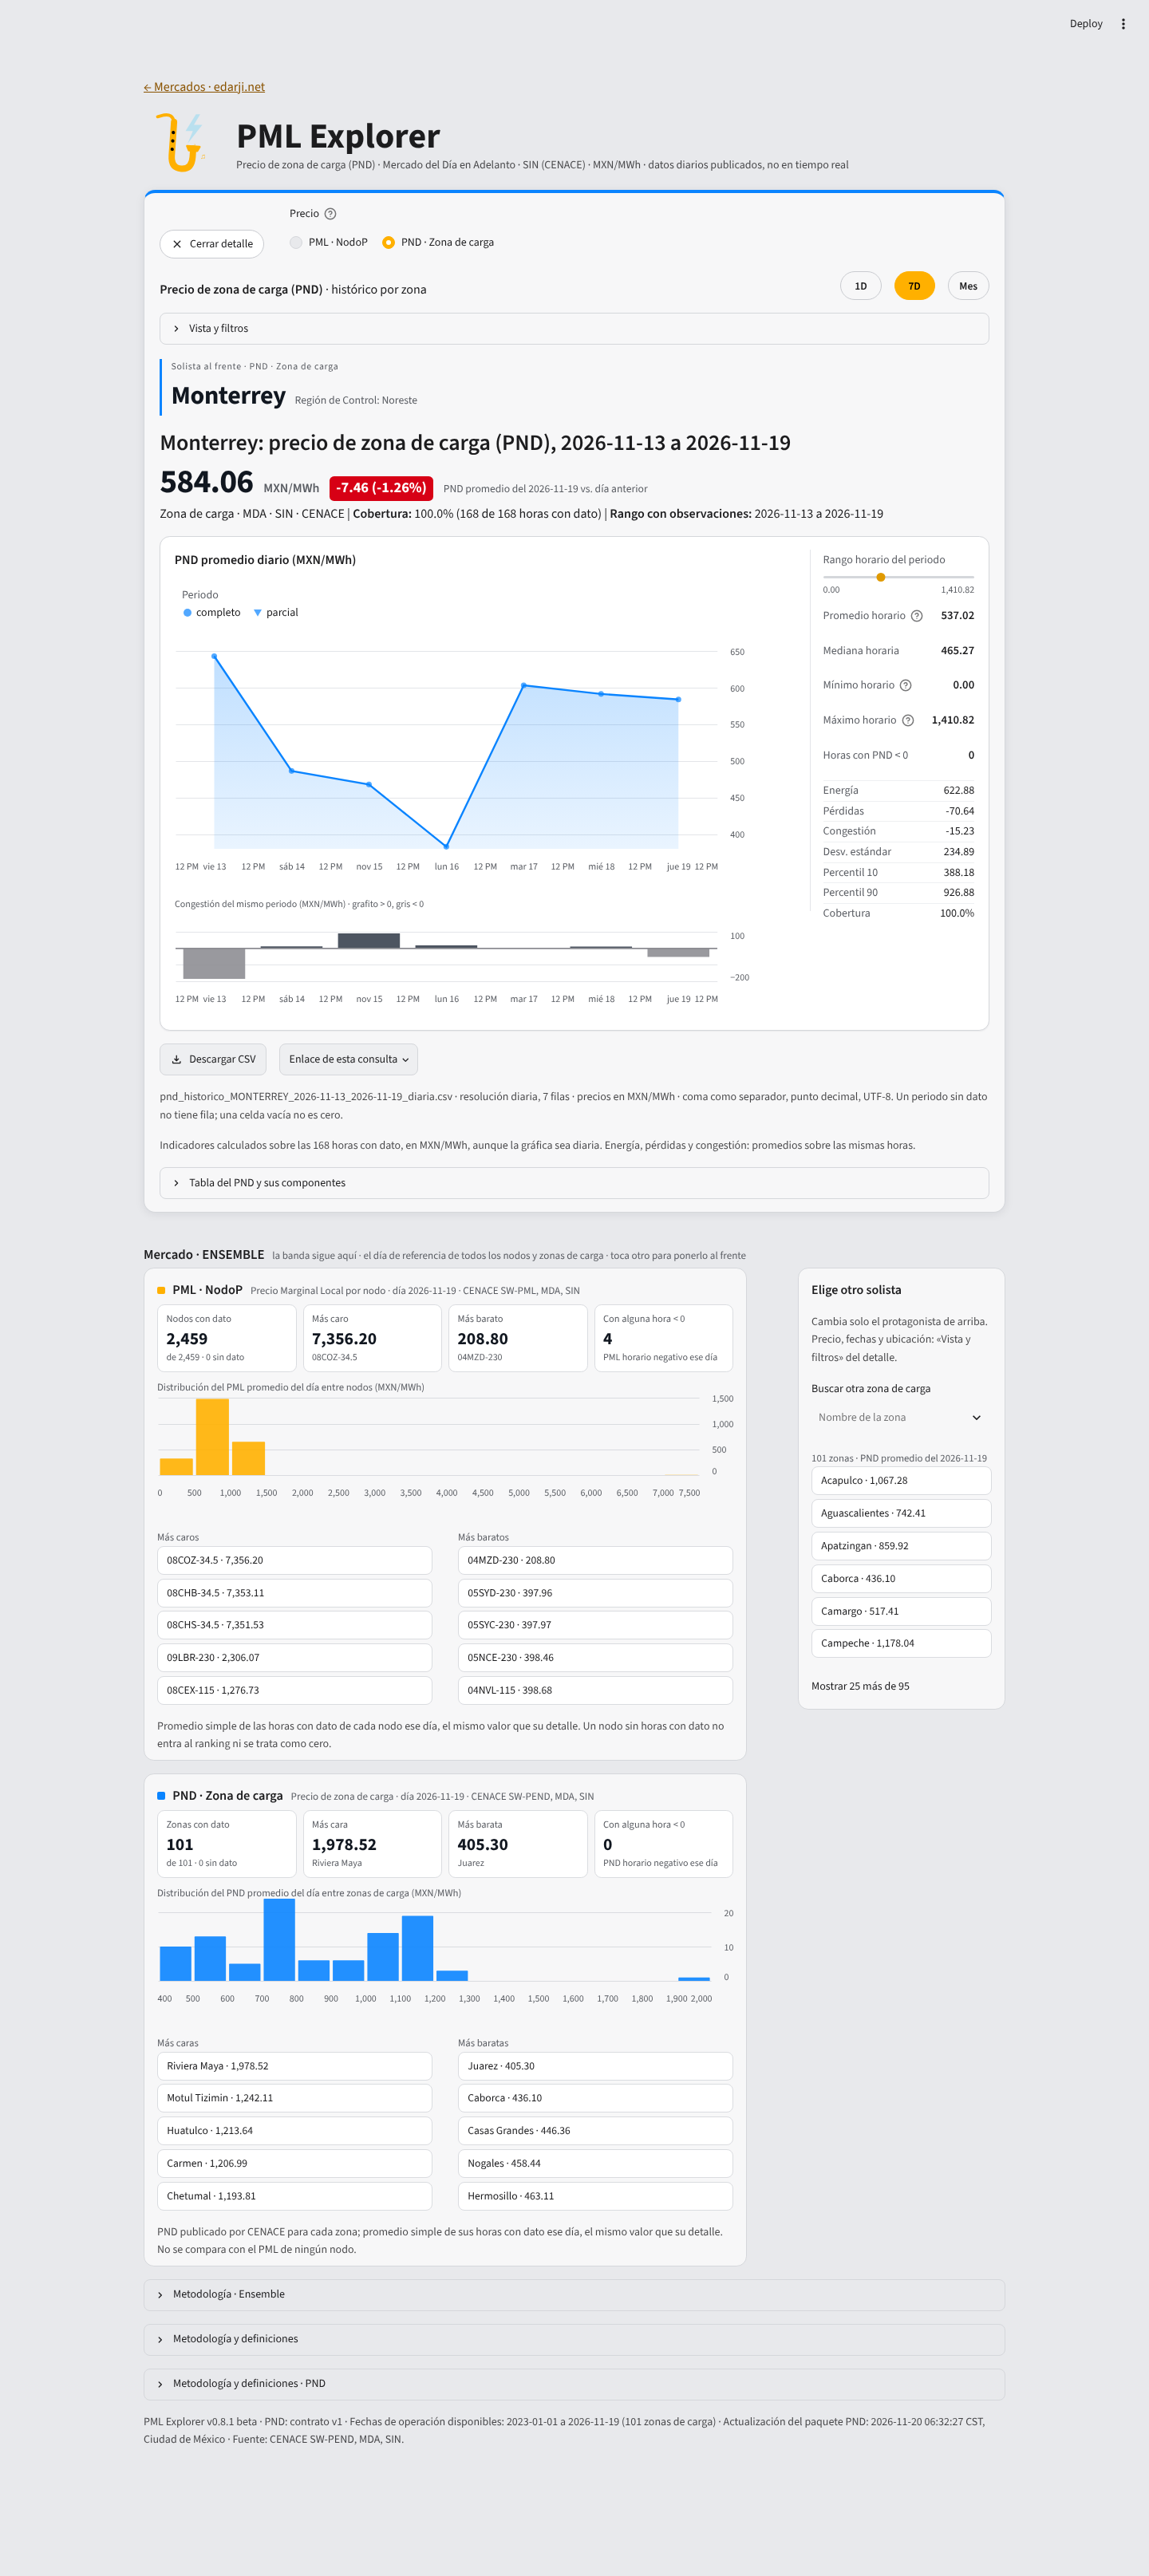 Deploy
← Mercados · edarji.net
PML Explorer
Precio de zona de carga (PND) · Mercado del Día en Adelanto · SIN (CENACE) · MXN/MWh · datos diarios publicados, no en tiempo real
Precio
Cerrar detalle
PML · NodoP
PND · Zona de carga
Precio de zona de carga (PND) · histórico por zona
1D
7D
Mes
Vista y filtros
Solista al frente · PND · Zona de carga
Monterrey Región de Control: Noreste
Monterrey: precio de zona de carga (PND), 2026-11-13 a 2026-11-19
584.06 MXN/MWh -7.46 (-1.26%) PND promedio del 2026-11-19 vs. día anterior
Zona de carga · MDA · SIN · CENACE | Cobertura: 100.0% (168 de 168 horas con dato) | Rango con observaciones: 2026-11-13 a 2026-11-19
PND promedio diario (MXN/MWh)
Periodo
completo parcial
650
600
550
500
450
400
12 PM vie 13 12 PM sáb 14 12 PM nov 15 12 PM lun 16 12 PM mar 17 12 PM mié 18 12 PM jue 19 12 PM
Congestión del mismo periodo (MXN/MWh) · grafito > 0, gris < 0
100
−200
12 PM vie 13 12 PM sáb 14 12 PM nov 15 12 PM lun 16 12 PM mar 17 12 PM mié 18 12 PM jue 19 12 PM
Rango horario del periodo
0.00 1,410.82
Promedio horario 537.02
Mediana horaria 465.27
Mínimo horario 0.00
Máximo horario 1,410.82
Horas con PND < 0 0
Energía 622.88
Pérdidas -70.64
Congestión -15.23
Desv. estándar 234.89
Percentil 10 388.18
Percentil 90 926.88
Cobertura 100.0%
Descargar CSV
Enlace de esta consulta
pnd_historico_MONTERREY_2026-11-13_2026-11-19_diaria.csv · resolución diaria, 7 filas · precios en MXN/MWh · coma como separador, punto decimal, UTF-8. Un periodo sin dato
no tiene fila; una celda vacía no es cero.
Indicadores calculados sobre las 168 horas con dato, en MXN/MWh, aunque la gráfica sea diaria. Energía, pérdidas y congestión: promedios sobre las mismas horas.
Tabla del PND y sus componentes
Mercado · ENSEMBLE la banda sigue aquí · el día de referencia de todos los nodos y zonas de carga · toca otro para ponerlo al frente
PML · NodoP Precio Marginal Local por nodo · día 2026-11-19 · CENACE SW-PML, MDA, SIN
Nodos con dato
2,459
de 2,459 · 0 sin dato
Más caro
7,356.20
08COZ-34.5
Más barato
208.80
04MZD-230
Con alguna hora < 0
4
PML horario negativo ese día
Distribución del PML promedio del día entre nodos (MXN/MWh)
1,500
1,000
500
0
0 500 1,000 1,500 2,000 2,500 3,000 3,500 4,000 4,500 5,000 5,500 6,000 6,500 7,000 7,500
Más caros
08COZ-34.5 · 7,356.20
08CHB-34.5 · 7,353.11
08CHS-34.5 · 7,351.53
09LBR-230 · 2,306.07
08CEX-115 · 1,276.73
Más baratos
04MZD-230 · 208.80
05SYD-230 · 397.96
05SYC-230 · 397.97
05NCE-230 · 398.46
04NVL-115 · 398.68
Promedio simple de las horas con dato de cada nodo ese día, el mismo valor que su detalle. Un nodo sin horas con dato no
entra al ranking ni se trata como cero.
Elige otro solista
Cambia solo el protagonista de arriba.
Precio, fechas y ubicación: «Vista y
filtros» del detalle.
Buscar otra zona de carga
Nombre de la zona
101 zonas · PND promedio del 2026-11-19
Acapulco · 1,067.28
Aguascalientes · 742.41
Apatzingan · 859.92
Caborca · 436.10
Camargo · 517.41
Campeche · 1,178.04
Mostrar 25 más de 95
PND · Zona de carga Precio de zona de carga · día 2026-11-19 · CENACE SW-PEND, MDA, SIN
Zonas con dato
101
de 101 · 0 sin dato
Más cara
1,978.52
Riviera Maya
Más barata
405.30
Juarez
Con alguna hora < 0
0
PND horario negativo ese día
Distribución del PND promedio del día entre zonas de carga (MXN/MWh)
20
10
0
400 500 600 700 800 900 1,000 1,100 1,200 1,300 1,400 1,500 1,600 1,700 1,800 1,900 2,000
Más caras
Riviera Maya · 1,978.52
Motul Tizimin · 1,242.11
Huatulco · 1,213.64
Carmen · 1,206.99
Chetumal · 1,193.81
Más baratas
Juarez · 405.30
Caborca · 436.10
Casas Grandes · 446.36
Nogales · 458.44
Hermosillo · 463.11
PND publicado por CENACE para cada zona; promedio simple de sus horas con dato ese día, el mismo valor que su detalle.
No se compara con el PML de ningún nodo.
Metodología · Ensemble
Metodología y definiciones
Metodología y definiciones · PND
PML Explorer v0.8.1 beta · PND: contrato v1 · Fechas de operación disponibles: 2023-01-01 a 2026-11-19 (101 zonas de carga) · Actualización del paquete PND: 2026-11-20 06:32:27 CST,
Ciudad de México · Fuente: CENACE SW-PEND, MDA, SIN.